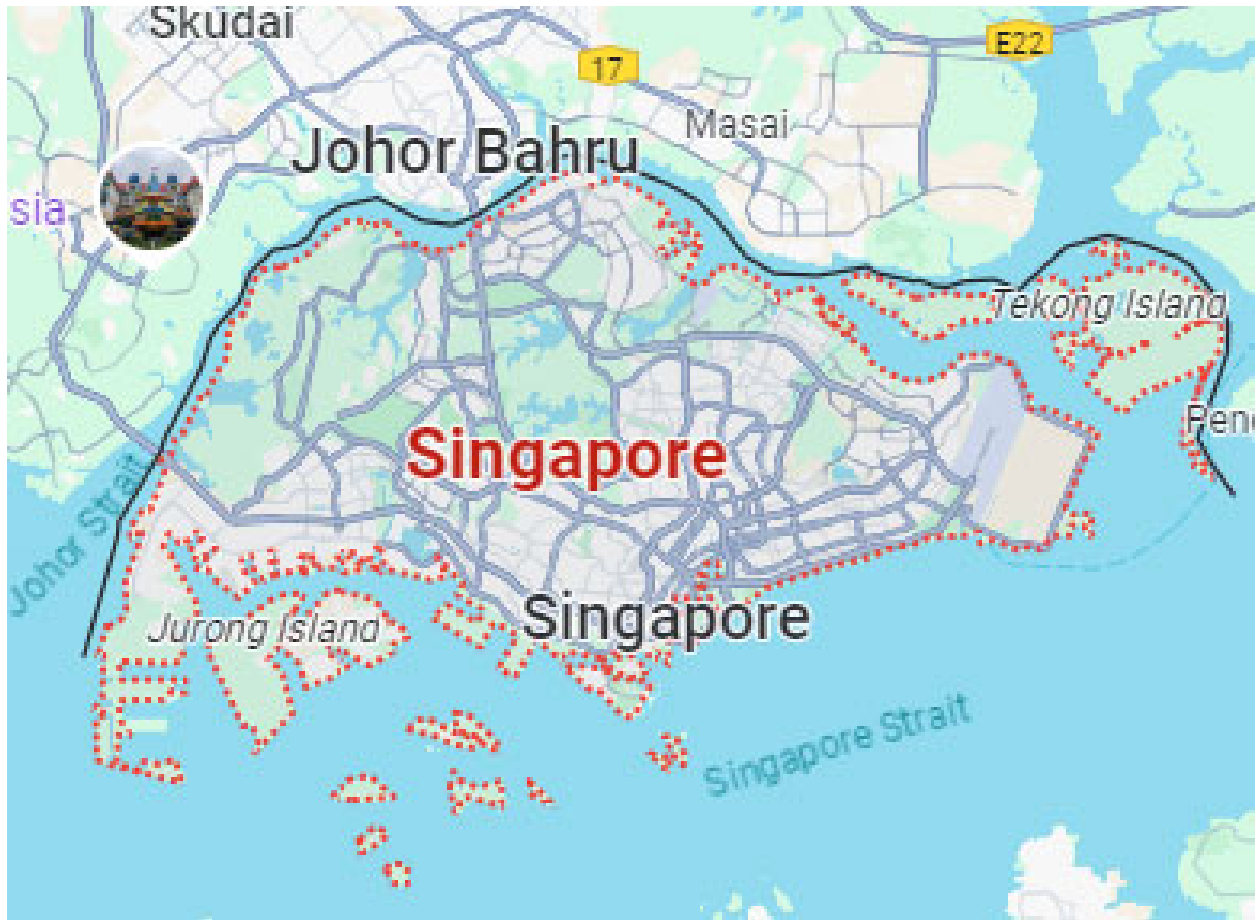 Skudai
E22
17
Masai
Johor Bahru
sia
Tekong Island
Singapore
Johor Strait
Jurong Island
Singapore
Singapore Strait